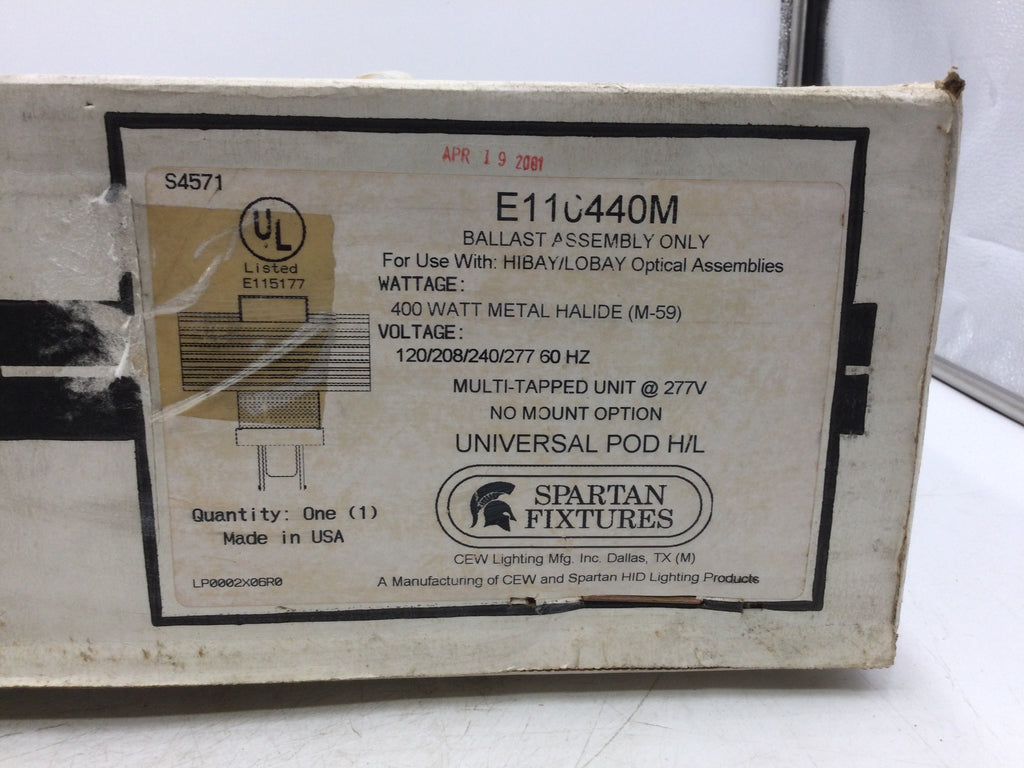 APR 19 2001
S4571
E110440M
BALLAST ASSEMBLY ONLY
For Use With: HIBAY/LOBAY Optical Assemblies
UL
Listed
E115177
WATTAGE:
400 WATT METAL HALIDE (M-59)
VOLTAGE:
120/208/240/277 60 HZ
MULTI-TAPPED UNIT @ 277V
NO MOUNT OPTION
UNIVERSAL POD H/L
SPARTAN
FIXTURES
Quantity: One (1)
Made in USA
CEW Lighting Mfg. Inc. Dallas, TX (M)
LP0002X06R0
A Manufacturing of CEW and Spartan HID Lighting Products